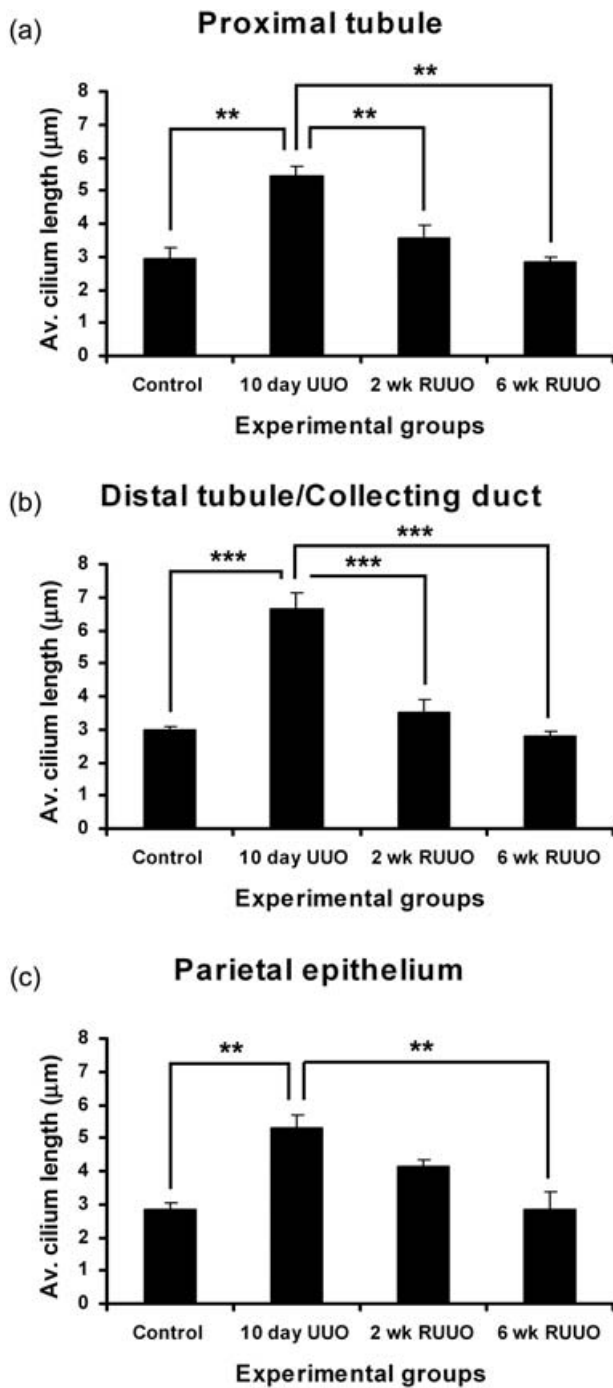 (a) Proximal tubule
** 
** **
8
7
6
5
4
3
2
1
0
Av. cilium length (μm)
Control 10 day UUO 2 wk RUUO 6 wk RUUO
Experimental groups
(b) Distal tubule/Collecting duct
***
*** ***
8
7
6
5
4
3
2
1
0
Av. cilium length (μm)
Control 10 day UUO 2 wk RUUO 6 wk RUUO
Experimental groups
(c) Parietal epithelium
** **
8
7
6
5
4
3
2
1
0
Av. cilium length (μm)
Control 10 day UUO 2 wk RUUO 6 wk RUUO
Experimental groups